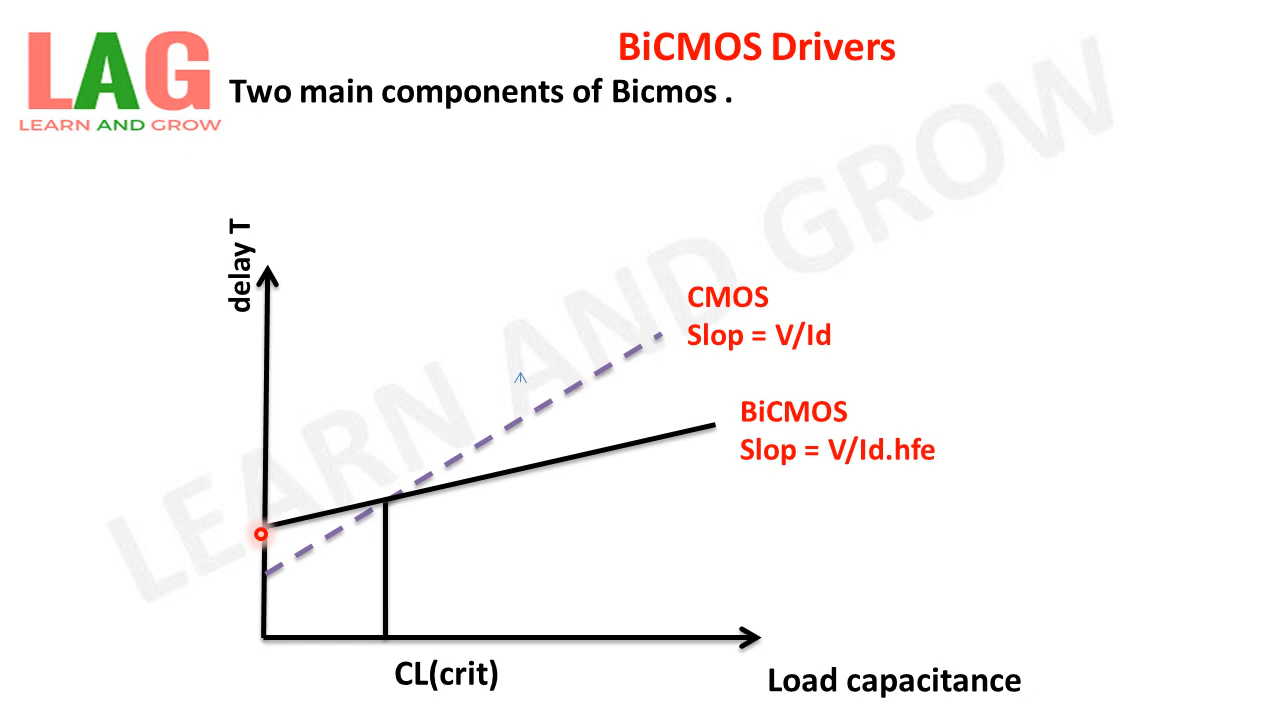 LAG
LEARN AND GROW
BiCMOS Drivers
Two main components of Bicmos .
LEARN AND GROW
delay T
CMOS
Slop = V/Id
BiCMOS
Slop = V/Id.hfe
CL(crit)
Load capacitance